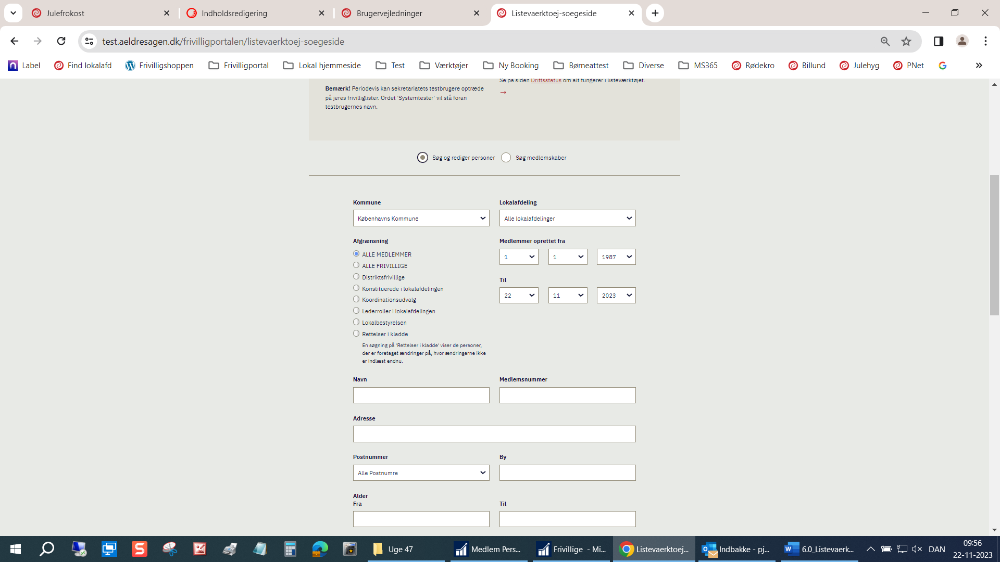 Julefrokost
Indholdsredigering
Brugervejledninger
Listevaerktoej-soegeside
test.aeldresagen.dk/frivilligportalen/listevaerktoej-soegeside
Label
Find lokalafd
Frivilligshoppen
Frivilligportal
Lokal hjemmeside
Test
Værktøjer
Ny Booking
Børneattest
Diverse
MS365
Rødekro
Billund
Julehyg
PNet
Bemærk! Periodevis kan sekretariatets testbrugere optræde
på jeres frivilliglister. Ordet 'Systemtester' vil stå foran
testbrugernes navn.
Se på siden Driftsstatus om alt fungerer i listeværktøjet.
→
Søg og rediger personer
Søg medlemskaber
Kommune
Lokalafdeling
Københavns Kommune
Alle lokalafdelinger
Afgrænsning
ALLE MEDLEMMER
ALLE FRIVILLIGE
Distriktsfrivillige
Konstituerede i lokalafdelingen
Koordinationsudvalg
Lederroller i lokalafdelingen
Lokalbestyrelsen
Rettelser i kladde
En søgning på 'Rettelser i kladde' viser de personer,
der er foretaget ændringer på, hvor ændringerne ikke
er indlæst endnu.
Medlemmer oprettet fra
1
1
1987
Til
22
11
2023
Navn
Medlemsnummer
Adresse
Postnummer
By
Alle Postnumre
Alder
Fra
Til
Uge 47
Medlem Pers...
Frivillige - Mi...
Listevaerktoej...
Indbakke - pj...
6.0_Listevaerk...
DAN
09:56
22-11-2023